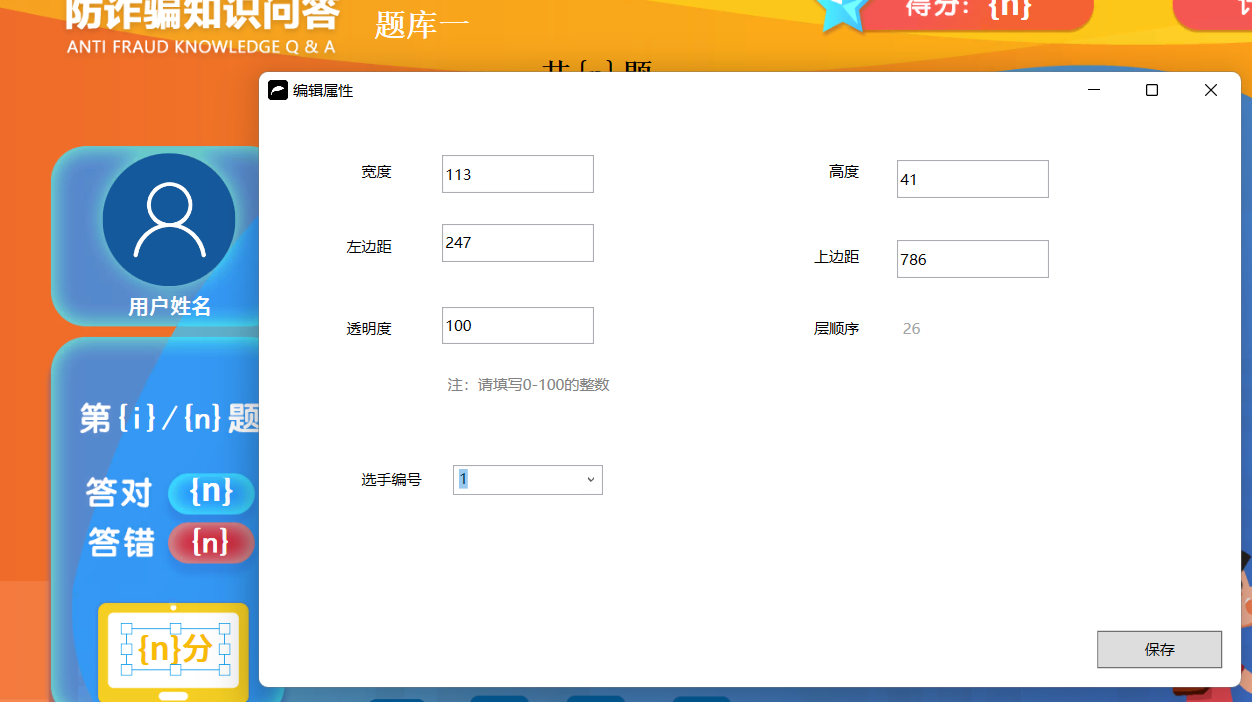 防诈骗知识问答
ANTI FRAUD KNOWLEDGE Q & A
题库一
得分：{n}
共{n}题
编辑属性
宽度 113
高度 41
左边距 247
上边距 786
透明度 100
层顺序 26
注：请填写0-100的整数
选手编号 1
保存
用户姓名
第{i}/{n}题
答对 {n}
答错 {n}
{n}分